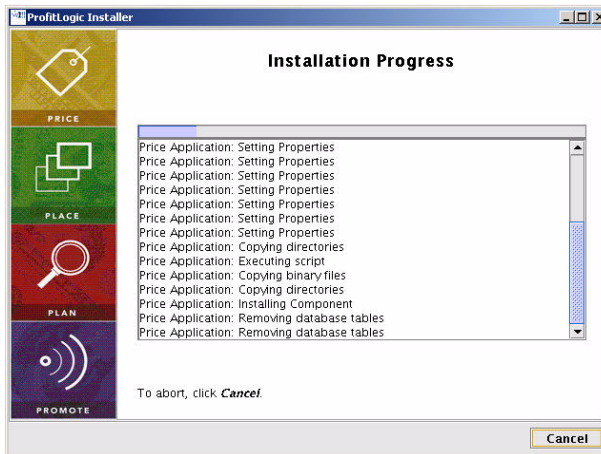 ProfitLogic Installer
PRICE
PLACE
PLAN
PROMOTE
Installation Progress
Price Application: Setting Properties
Price Application: Setting Properties
Price Application: Setting Properties
Price Application: Setting Properties
Price Application: Setting Properties
Price Application: Setting Properties
Price Application: Setting Properties
Price Application: Copying directories
Price Application: Executing script
Price Application: Copying binary files
Price Application: Copying directories
Price Application: Installing Component
Price Application: Removing database tables
Price Application: Removing database tables
To abort, click Cancel.
Cancel